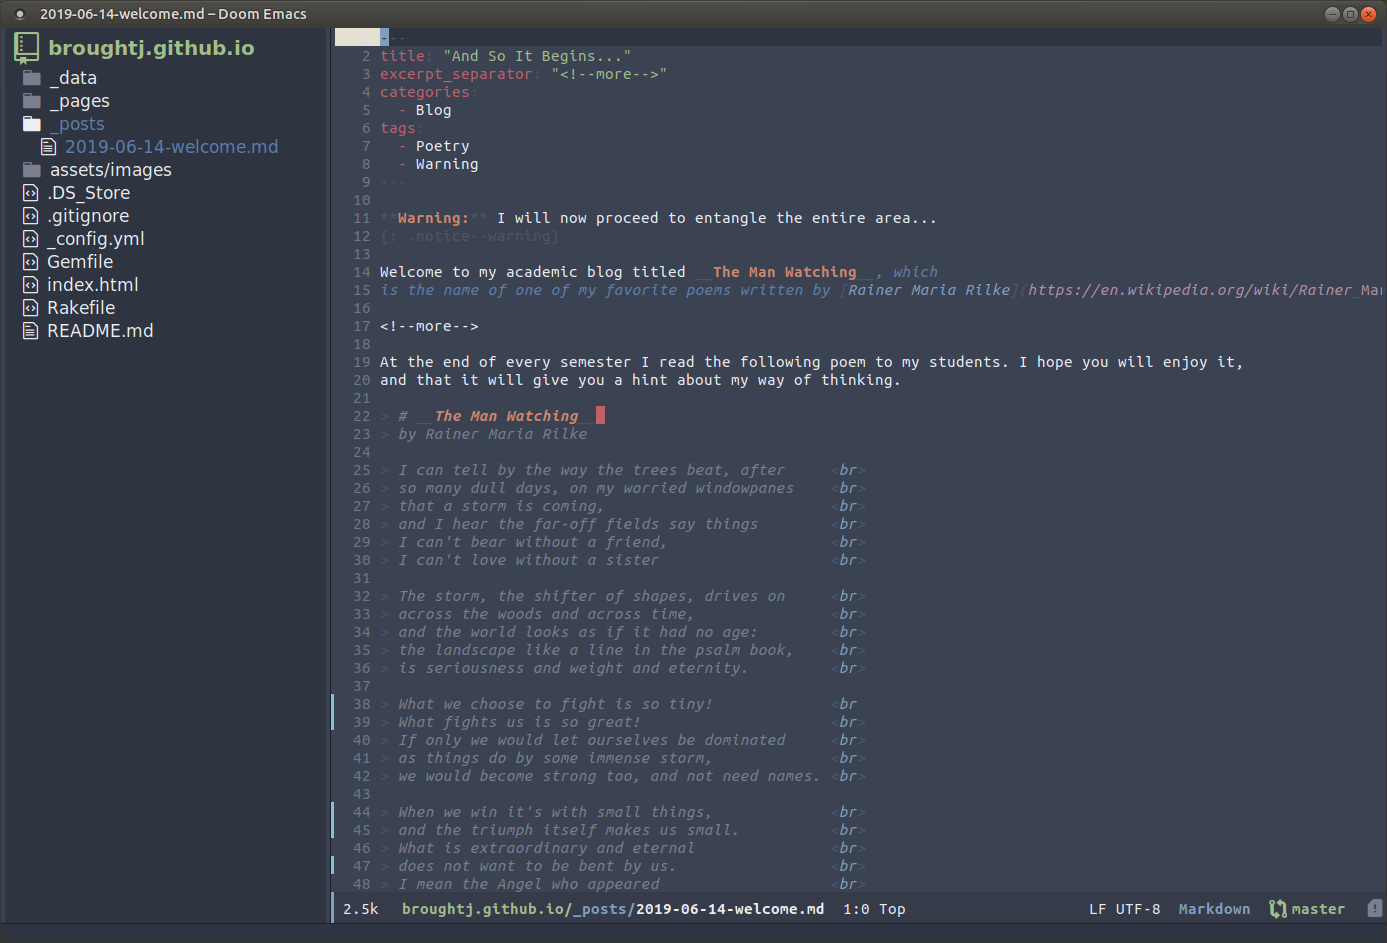 2019-06-14-welcome.md – Doom Emacs
broughtj.github.io
_data
_pages
_posts
2019-06-14-welcome.md
assets/images
.DS_Store
.gitignore
_config.yml
Gemfile
index.html
Rakefile
README.md
---
2 title: "And So It Begins..."
3 excerpt_separator: "<!--more-->"
4 categories:
5   - Blog
6 tags:
7   - Poetry
8   - Warning
9 ---
10
11 **Warning:** I will now proceed to entangle the entire area...
12 {: .notice--warning}
13
14 Welcome to my academic blog titled __The Man Watching__, which
15 is the name of one of my favorite poems written by [Rainer Maria Rilke](https://en.wikipedia.org/wiki/Rainer_Mar
16
17 <!--more-->
18
19 At the end of every semester I read the following poem to my students. I hope you will enjoy it,
20 and that it will give you a hint about my way of thinking.
21
22 > # __The Man Watching__
23 > by Rainer Maria Rilke
24
25 > I can tell by the way the trees beat, after     <br>
26 > so many dull days, on my worried windowpanes    <br>
27 > that a storm is coming,                         <br>
28 > and I hear the far-off fields say things        <br>
29 > I can't bear without a friend,                  <br>
30 > I can't love without a sister                   <br>
31
32 > The storm, the shifter of shapes, drives on     <br>
33 > across the woods and across time,               <br>
34 > and the world looks as if it had no age:        <br>
35 > the landscape like a line in the psalm book,    <br>
36 > is seriousness and weight and eternity.         <br>
37
38 > What we choose to fight is so tiny!             <br
39 > What fights us is so great!                     <br>
40 > If only we would let ourselves be dominated     <br>
41 > as things do by some immense storm,             <br>
42 > we would become strong too, and not need names. <br>
43
44 > When we win it's with small things,             <br>
45 > and the triumph itself makes us small.          <br>
46 > What is extraordinary and eternal               <br>
47 > does not want to be bent by us.                 <br>
48 > I mean the Angel who appeared                   <br>
2.5k broughtj.github.io/_posts/2019-06-14-welcome.md 1:0 Top LF UTF-8 Markdown master